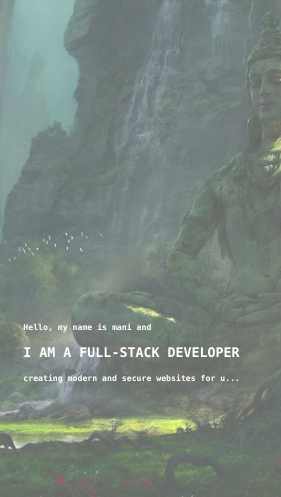 Hello, my name is mani and
I AM A FULL-STACK DEVELOPER
creating modern and secure websites for u...